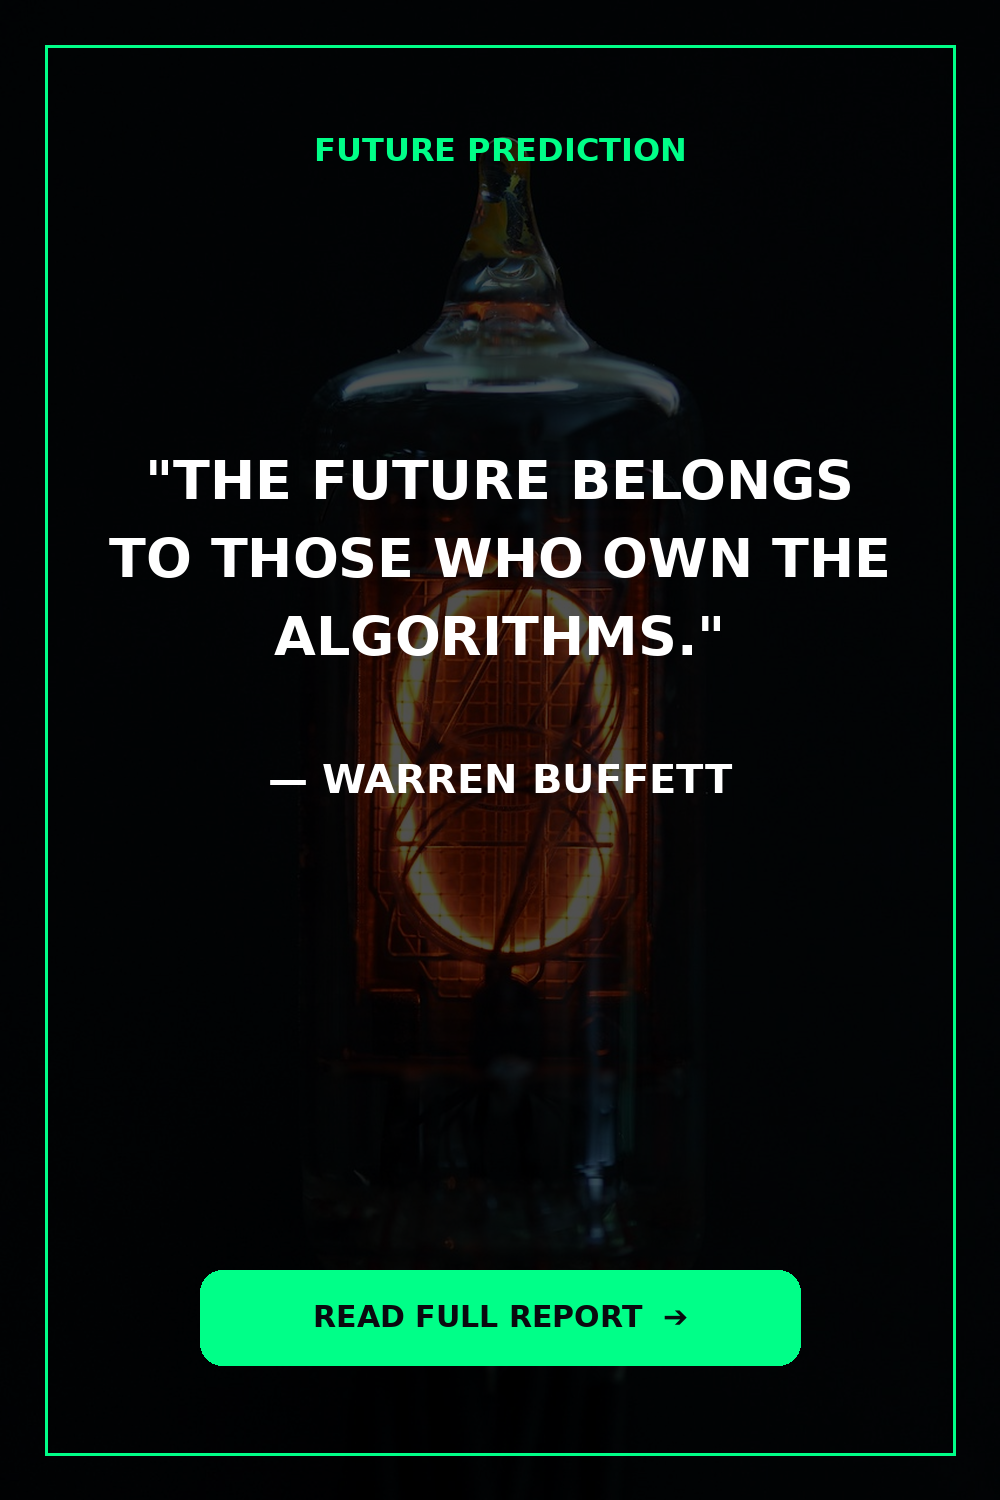 FUTURE PREDICTION
"THE FUTURE BELONGS
TO THOSE WHO OWN THE
ALGORITHMS."
— WARREN BUFFETT
READ FULL REPORT ➔